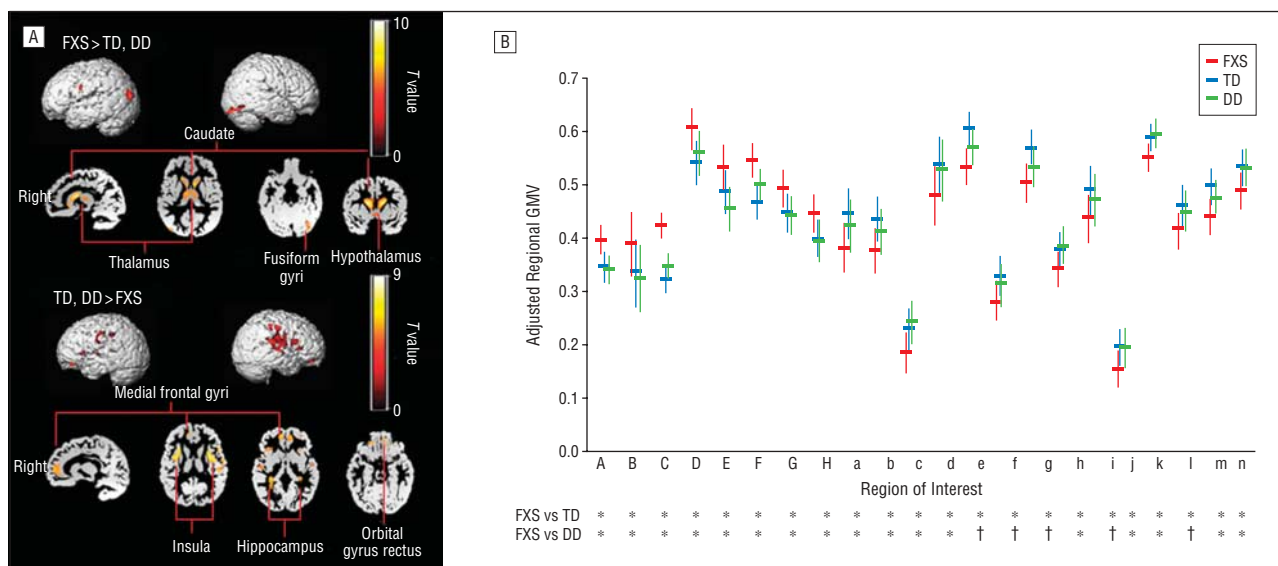 A
FXS > TD, DD
10
T value
0
Caudate
Right
Thalamus
Fusiform
gyri
Hypothalamus
TD, DD > FXS
9
T value
0
Medial frontal gyri
Right
Insula
Hippocampus
Orbital
gyrus rectus
B
FXS
TD
DD
Adjusted Regional GMV
0.7
0.6
0.5
0.4
0.3
0.2
0.1
0.0
A B C D E F G H a b c d e f g h i j k l m n
Region of Interest
FXS vs TD * * * * * * * * * * * * * * * * * * * * * *
FXS vs DD * * * * * * * * * * * * † † † * † * * † * *